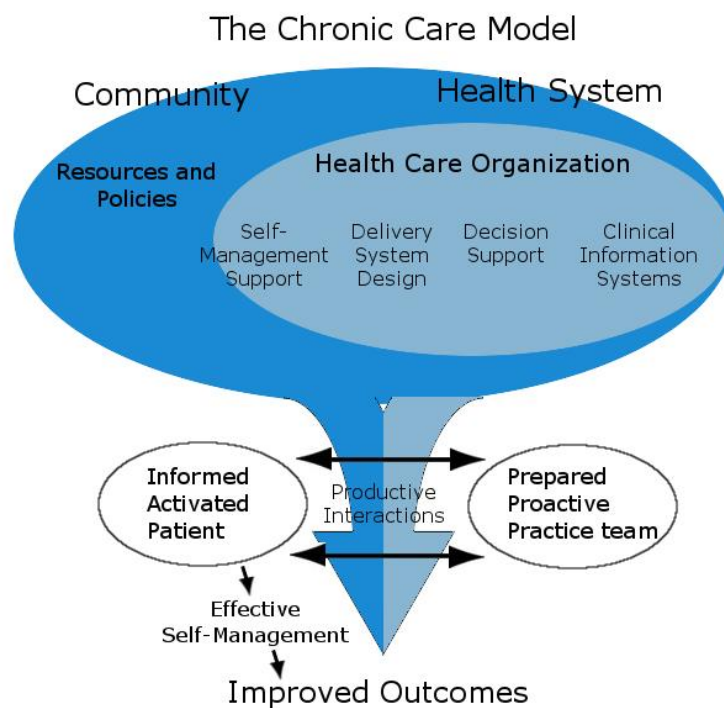 The Chronic Care Model
Community
Health System
Resources and
Policies
Health Care Organization
Self-
Management
Support
Delivery
System
Design
Decision
Support
Clinical
Information
Systems
Informed
Activated
Patient
Productive
Interactions
Prepared
Proactive
Practice team
Effective
Self-Management
Improved Outcomes